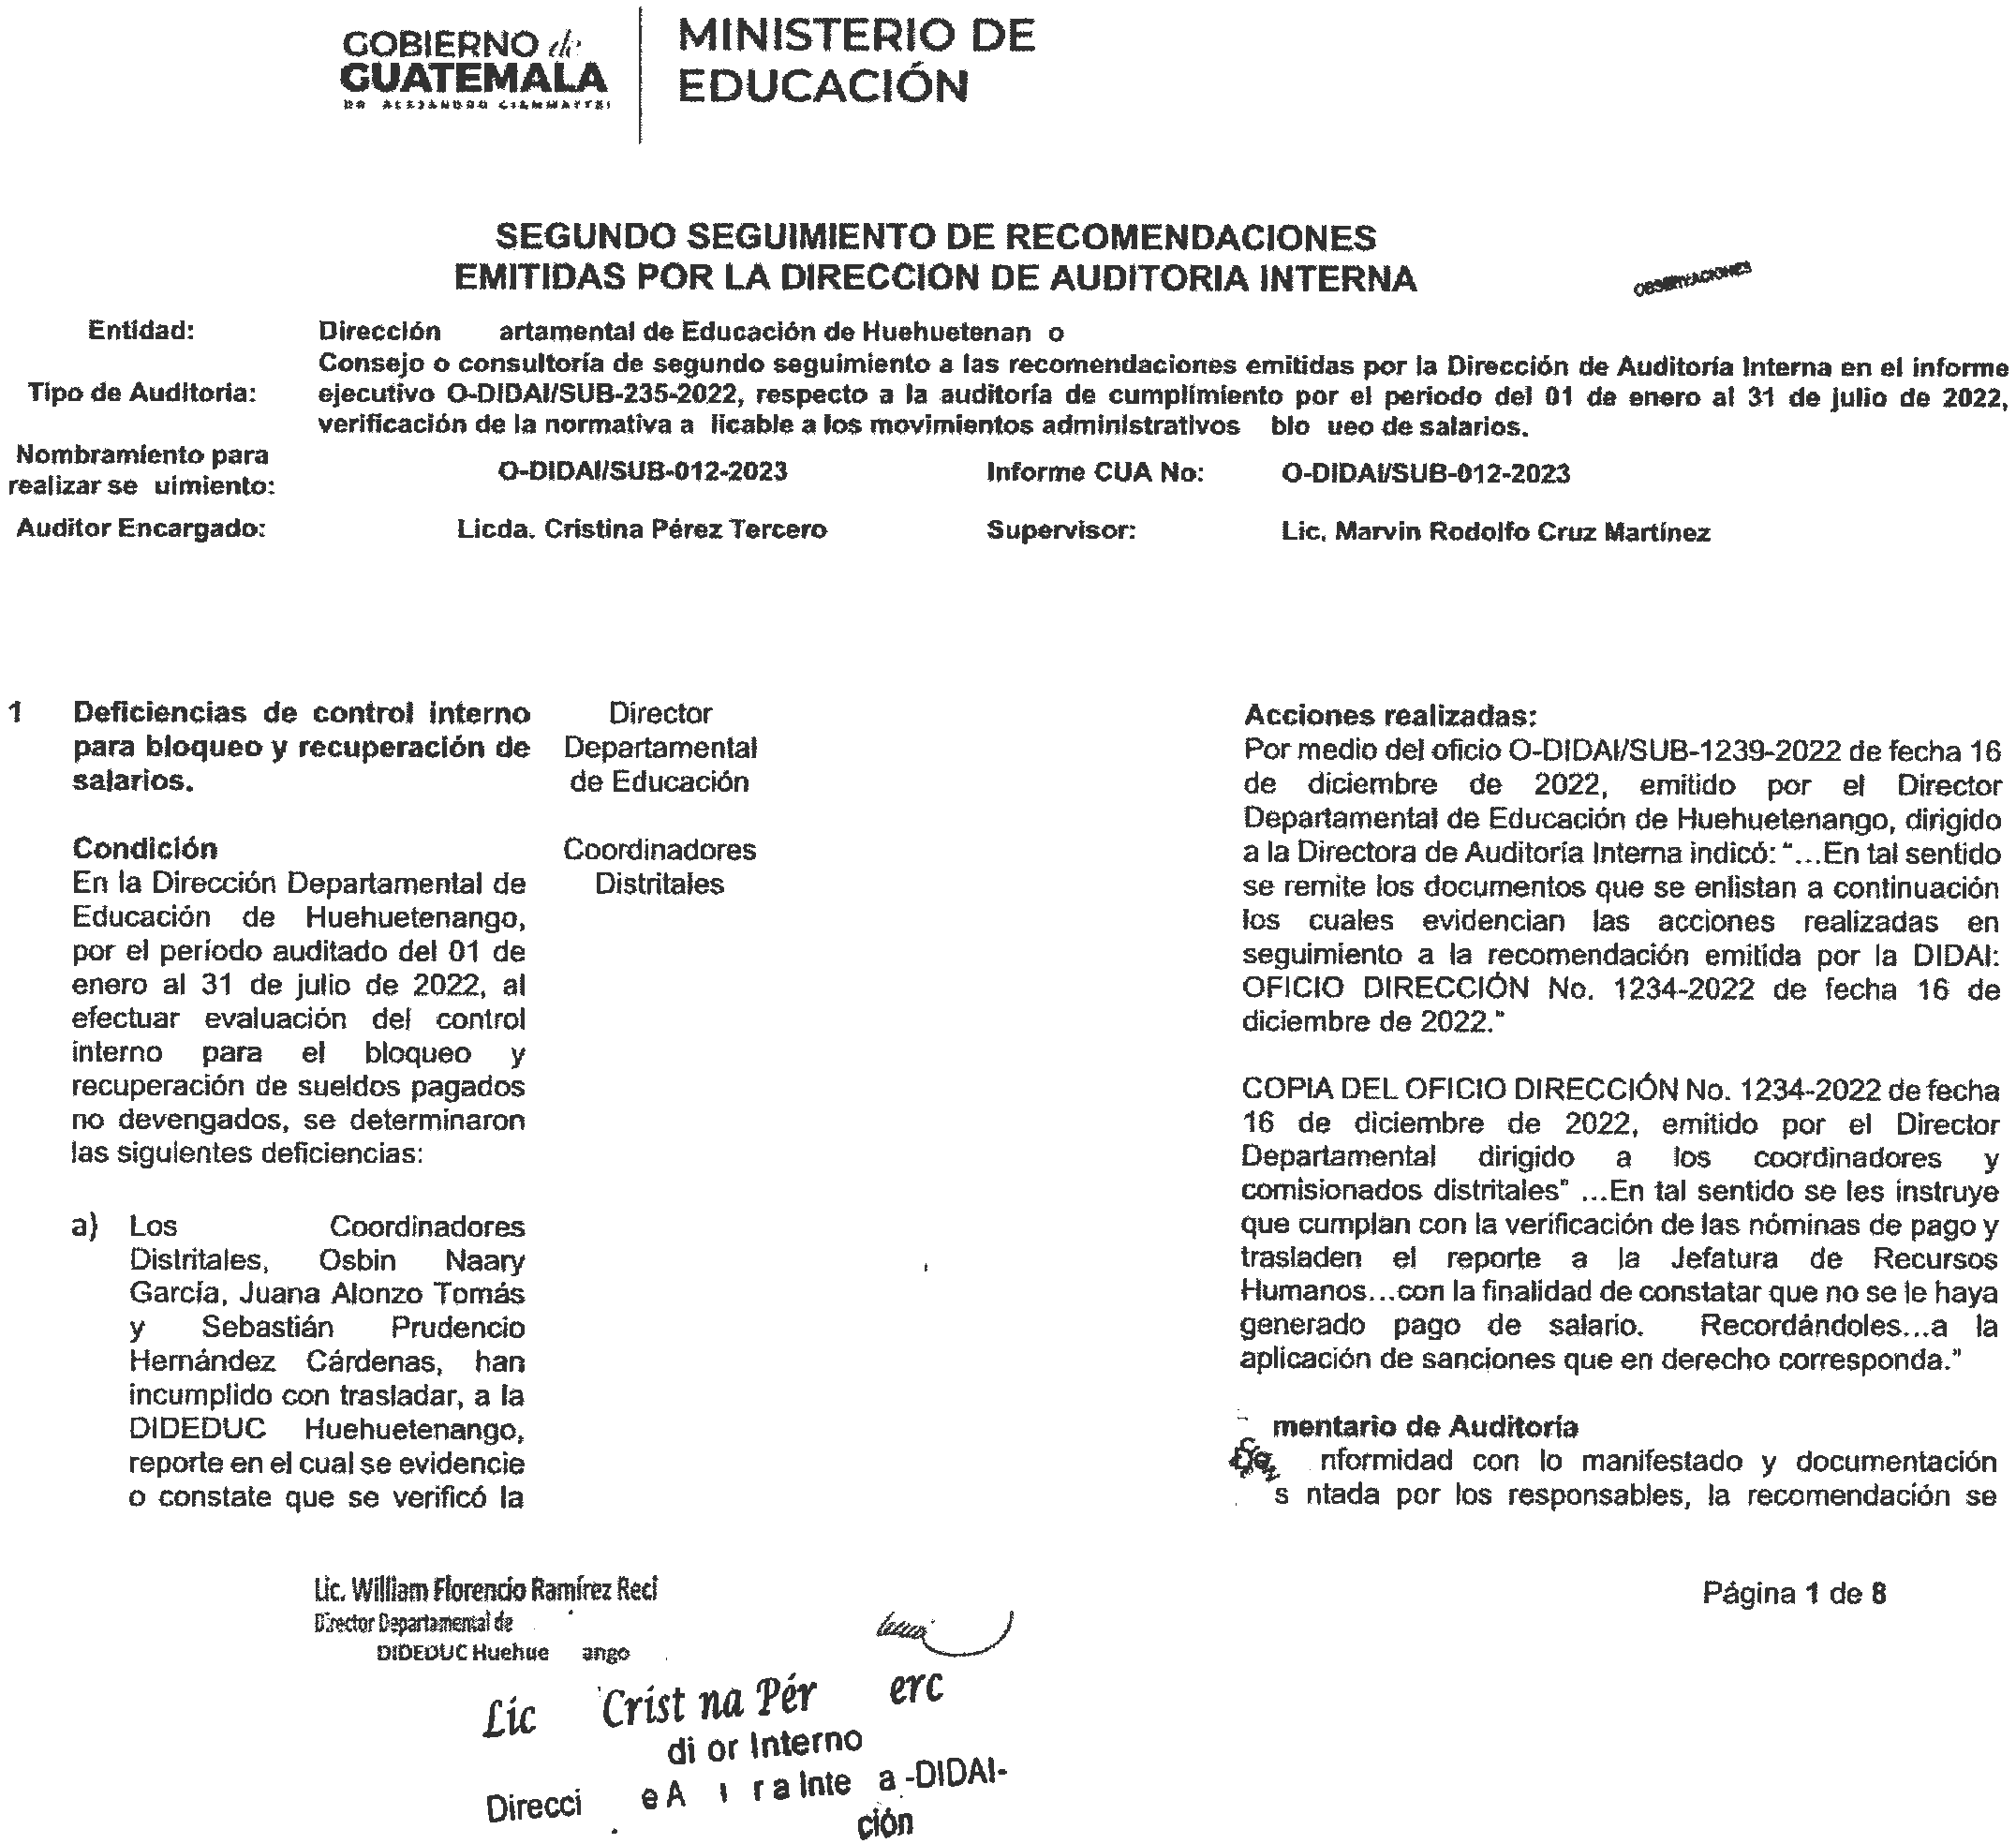 GOBIERNO de
GUATEMALA
DR. ALEJANDRO GIAMMATTEI
MINISTERIO DE
EDUCACIÓN
SEGUNDO SEGUIMIENTO DE RECOMENDACIONES
EMITIDAS POR LA DIRECCION DE AUDITORIA INTERNA
OBSERVACIONES
Entidad: Dirección artamental de Educación de Huehuetenan o
Tipo de Auditoria: Consejo o consultoría de segundo seguimiento a las recomendaciones emitidas por la Dirección de Auditoría Interna en el informe
ejecutivo O-DIDAI/SUB-235-2022, respecto a la auditoría de cumplimiento por el periodo del 01 de enero al 31 de julio de 2022,
verificación de la normativa a licable a los movimientos administrativos blo ueo de salarios.
Nombramiento para
realizar se uimiento: O-DIDAI/SUB-012-2023 Informe CUA No: O-DIDAI/SUB-012-2023
Auditor Encargado: Licda. Cristina Pérez Tercero Supervisor: Lic. Marvin Rodolfo Cruz Martínez
1 Deficiencias de control interno
para bloqueo y recuperación de
salarios.
Condición
En la Dirección Departamental de
Educación de Huehuetenango,
por el período auditado del 01 de
enero al 31 de julio de 2022, al
efectuar evaluación del control
interno para el bloqueo y
recuperación de sueldos pagados
no devengados, se determinaron
las siguientes deficiencias:
a) Los Coordinadores
Distritales, Osbin Naary
García, Juana Alonzo Tomás
y Sebastián Prudencio
Hernández Cárdenas, han
incumplido con trasladar, a la
DIDEDUC Huehuetenango,
reporte en el cual se evidencie
o constate que se verificó la
Director
Departamental
de Educación
Coordinadores
Distritales
Acciones realizadas:
Por medio del oficio O-DIDAI/SUB-1239-2022 de fecha 16
de diciembre de 2022, emitido por el Director
Departamental de Educación de Huehuetenango, dirigido
a la Directora de Auditoría Interna indicó: "...En tal sentido
se remite los documentos que se enlistan a continuación
los cuales evidencian las acciones realizadas en
seguimiento a la recomendación emitida por la DIDAI:
OFICIO DIRECCIÓN No. 1234-2022 de fecha 16 de
diciembre de 2022."
COPIA DEL OFICIO DIRECCIÓN No. 1234-2022 de fecha
16 de diciembre de 2022, emitido por el Director
Departamental dirigido a los coordinadores y
comisionados distritales" ...En tal sentido se les instruye
que cumplan con la verificación de las nóminas de pago y
trasladen el reporte a la Jefatura de Recursos
Humanos...con la finalidad de constatar que no se le haya
generado pago de salario. Recordándoles...a la
aplicación de sanciones que en derecho corresponda."
mentario de Auditoría
nformidad con lo manifestado y documentación
s ntada por los responsables, la recomendación se
Lic. William Florencio Ramírez Reci
Director Departamental de
DIDEDUC Huehue ango
Página 1 de 8
Lic Crist na Pér erc
di or Interno
Direcci e A ı r a Inte a -DIDAI-
ción